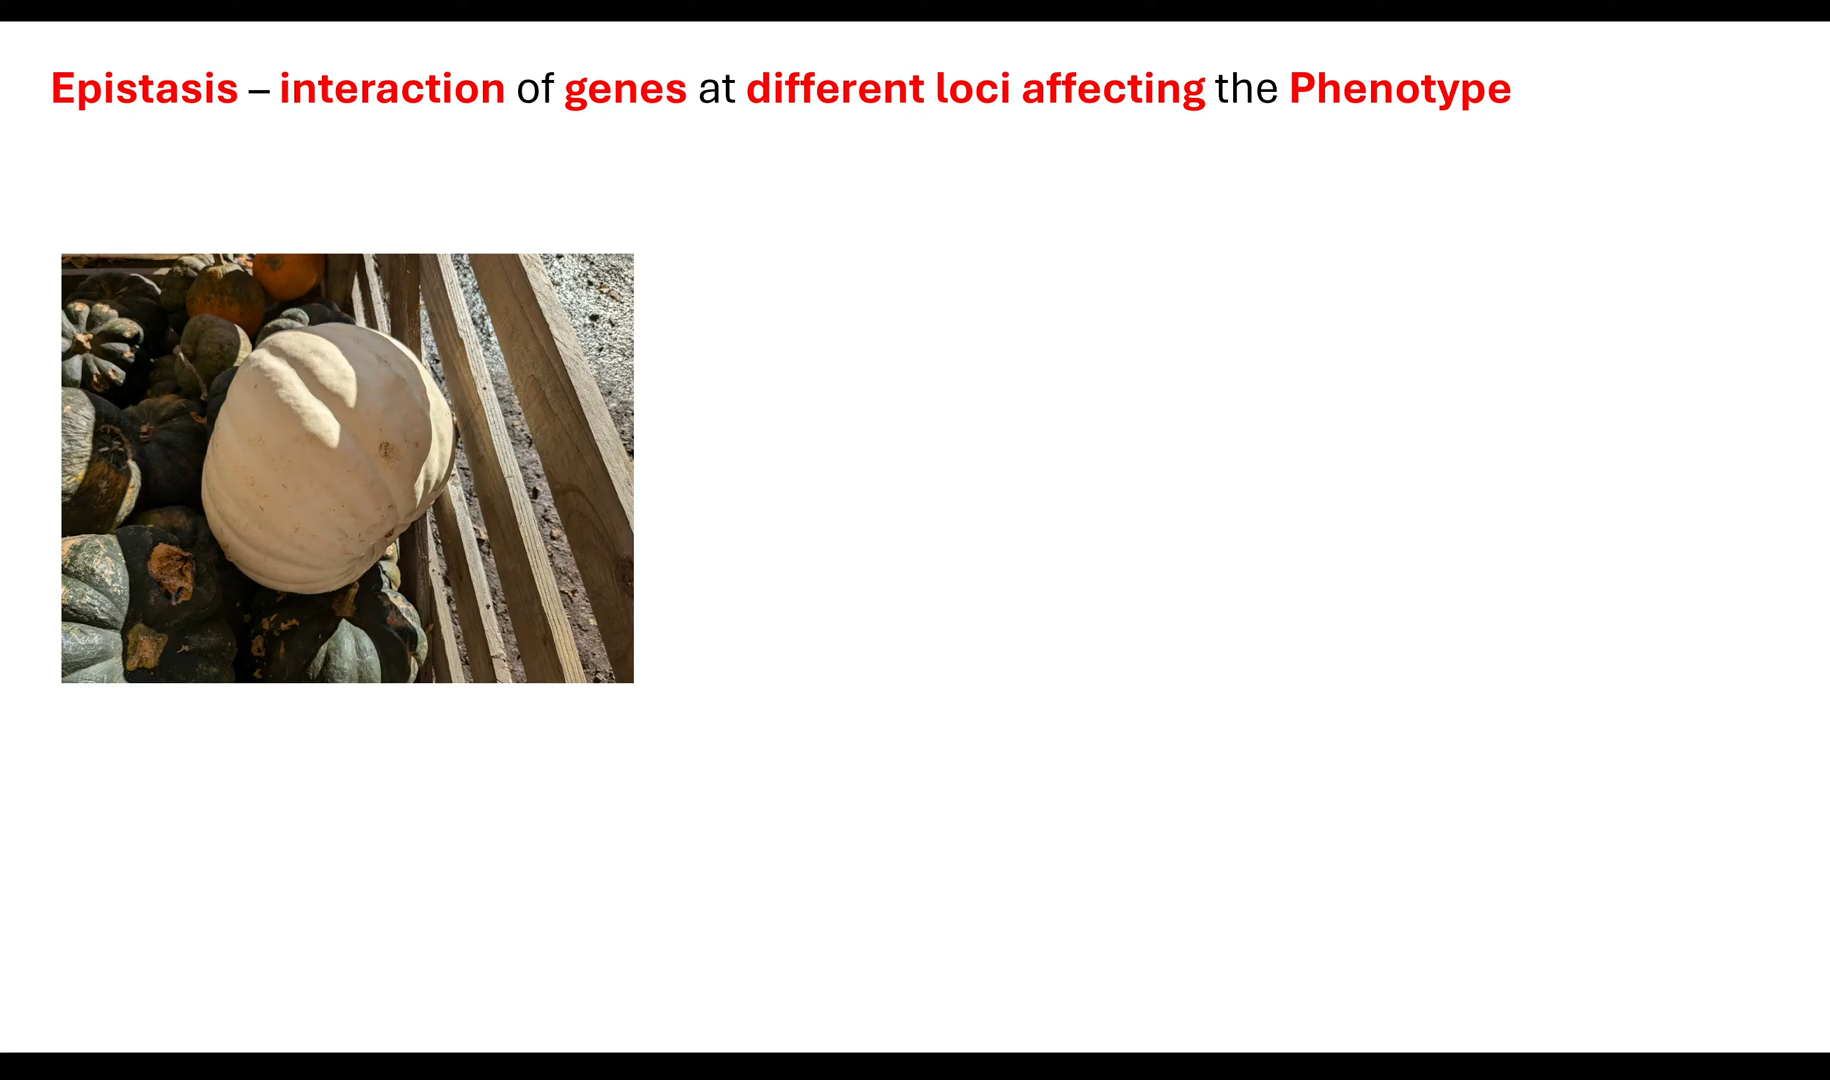 Epistasis – interaction of genes at different loci affecting the Phenotype